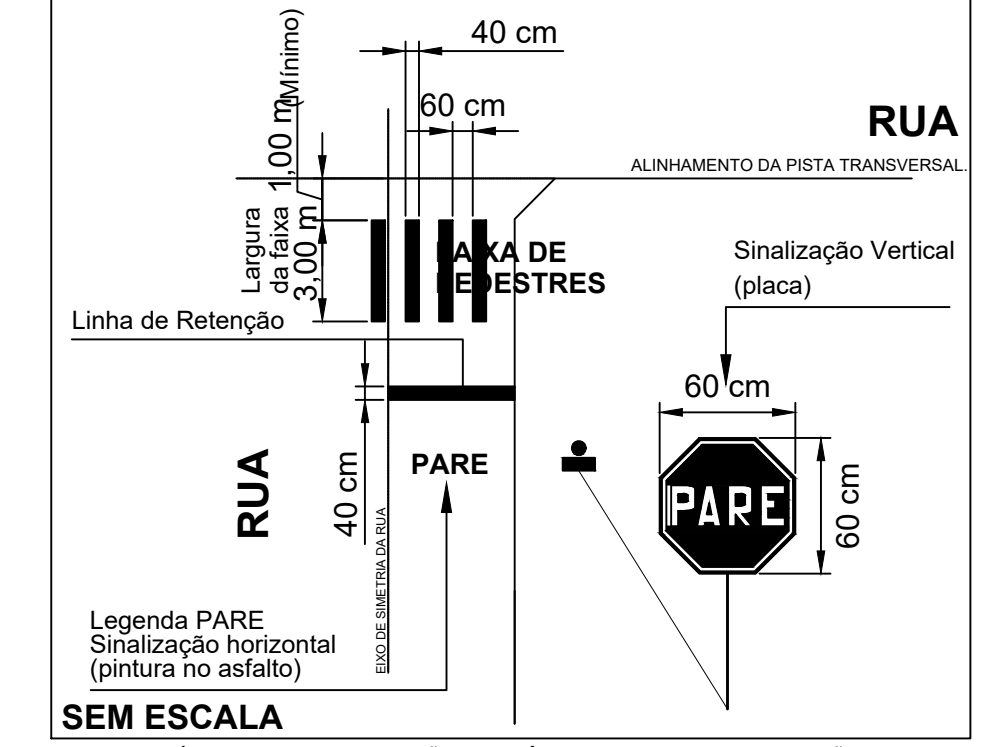 40 cm
(Mínimo)
1,00 m
60 cm
RUA
ALINHAMENTO DA PISTA TRANSVERSAL.
Largura
da faixa
3,00 m
FAIXA DE
PEDESTRES
Sinalização Vertical
(placa)
Linha de Retenção
60 cm
RUA
40 cm
PARE
PARE
60 cm
EIXO DE SIMETRIA DA RUA
Legenda PARE
Sinalização horizontal
(pintura no asfalto)
SEM ESCALA